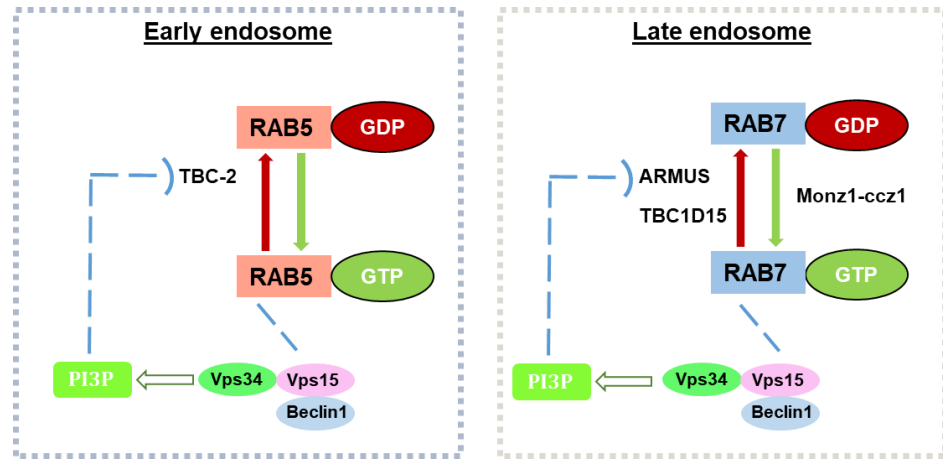 Early endosome
RAB5 GDP
TBC-2
RAB5 GTP
PI3P Vps34 Vps15
Beclin1
Late endosome
RAB7 GDP
ARMUS
TBC1D15
Monz1-ccz1
RAB7 GTP
PI3P Vps34 Vps15
Beclin1